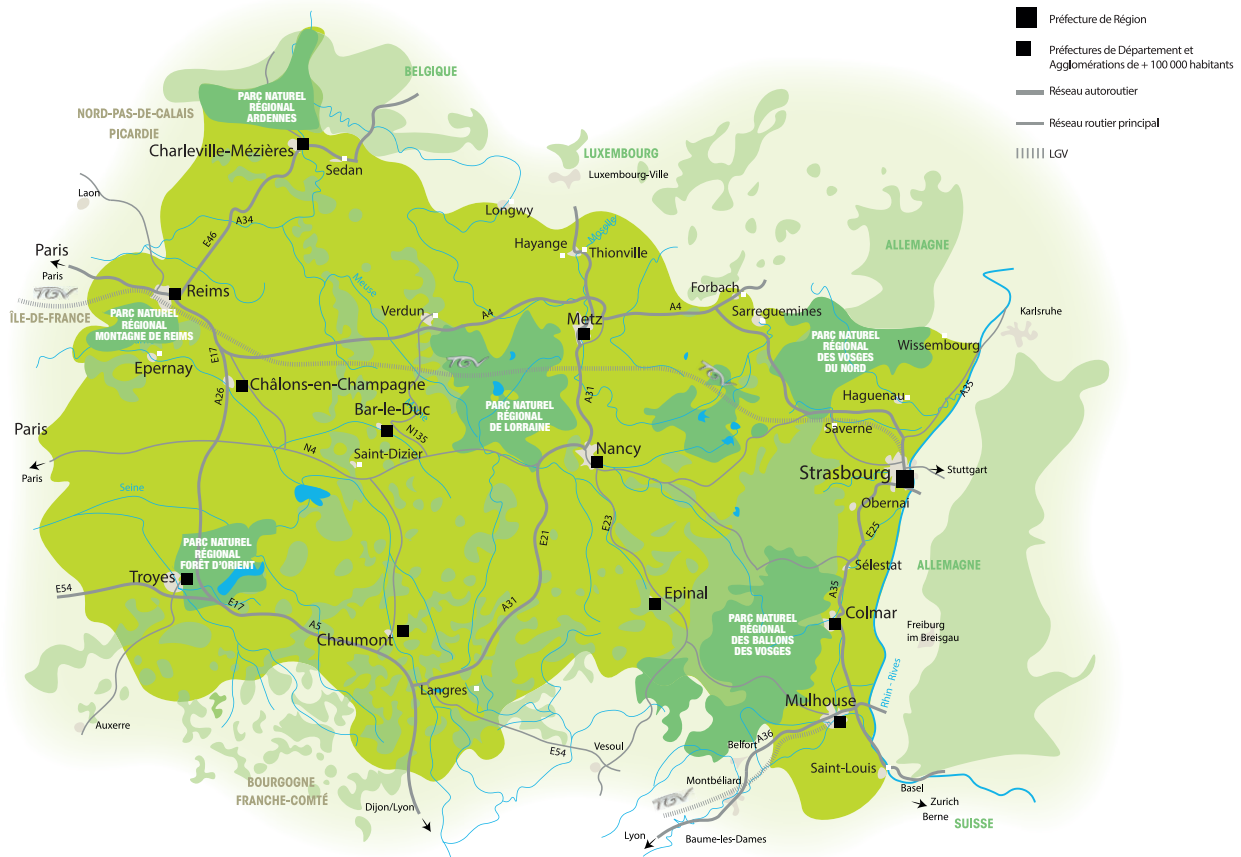 Préfecture de Région
Préfectures de Département et
Agglomérations de + 100 000 habitants
Réseau autoroutier
Réseau routier principal
LGV
BELGIQUE
PARC NATUREL
RÉGIONAL
ARDENNES
NORD-PAS-DE-CALAIS
PICARDIE
Charleville-Mézières
Sedan
LUXEMBOURG
Luxembourg-Ville
Laon
Longwy
A34
E46
Hayange
Moselle
Thionville
ALLEMAGNE
Paris
Paris
TGV
Reims
Meuse
Forbach
Karlsruhe
ÎLE-DE-FRANCE
PARC NATUREL
RÉGIONAL
MONTAGNE DE REIMS
Verdun
A4
Metz
A4
Sarreguemines
PARC NATUREL
RÉGIONAL
DES VOSGES
DU NORD
Wissembourg
E17
Epernay
TGV
TGV
A35
Châlons-en-Champagne
A26
A31
Haguenau
Bar-le-Duc
PARC NATUREL
RÉGIONAL
DE LORRAINE
Saverne
Paris
Paris
N4
N135
Saint-Dizier
Nancy
Strasbourg
Stuttgart
Seine
Obernai
E25
E23
E21
PARC NATUREL
RÉGIONAL
FORÊT D'ORIENT
Troyes
Sélestat
ALLEMAGNE
E54
E17
A5
A31
Epinal
A35
Colmar
Chaumont
PARC NATUREL
RÉGIONAL
DES BALLONS
DES VOSGES
Freiburg
im Breisgau
Rhin - Rives
Langres
Mulhouse
Auxerre
E54
Vesoul
Belfort
A36
BOURGOGNE
FRANCHE-COMTÉ
Montbéliard
Saint-Louis
Basel
TGV
Dijon/Lyon
Zurich
Berne
SUISSE
Lyon
Baume-les-Dames